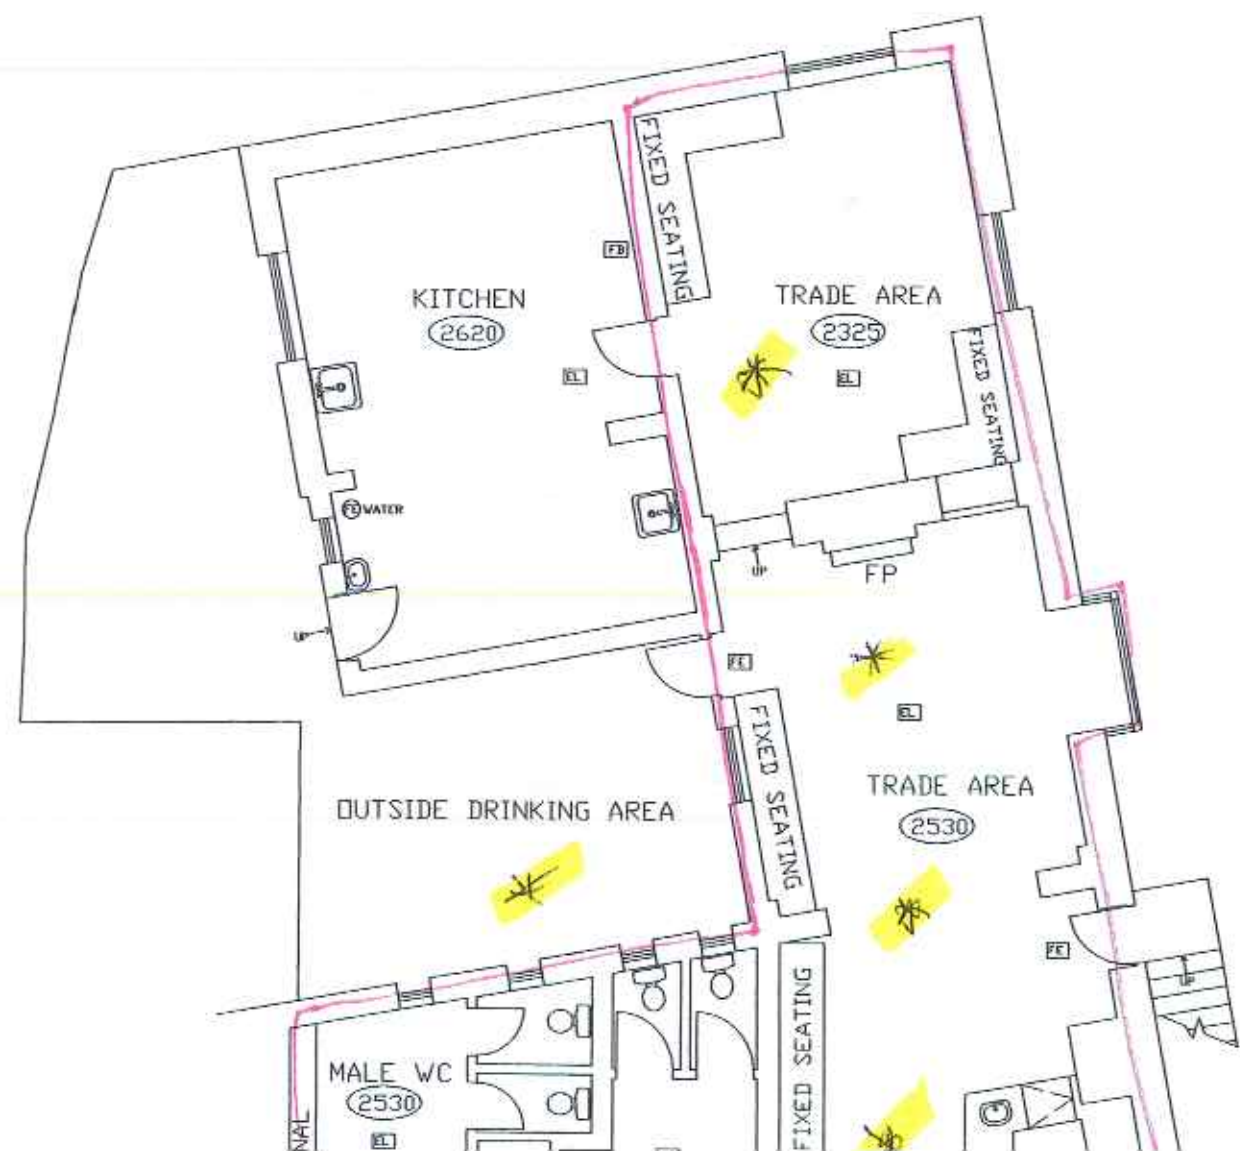 FIXED SEATING
FB
KITCHEN
2620
TRADE AREA
2325
EL
EL
FIXED SEATING
FE WATER
UP
FP
UP
FE
EL
FIXED SEATING
TRADE AREA
2530
OUTSIDE DRINKING AREA
FE
UP
FIXED SEATING
MALE WC
2530
EL
NAL